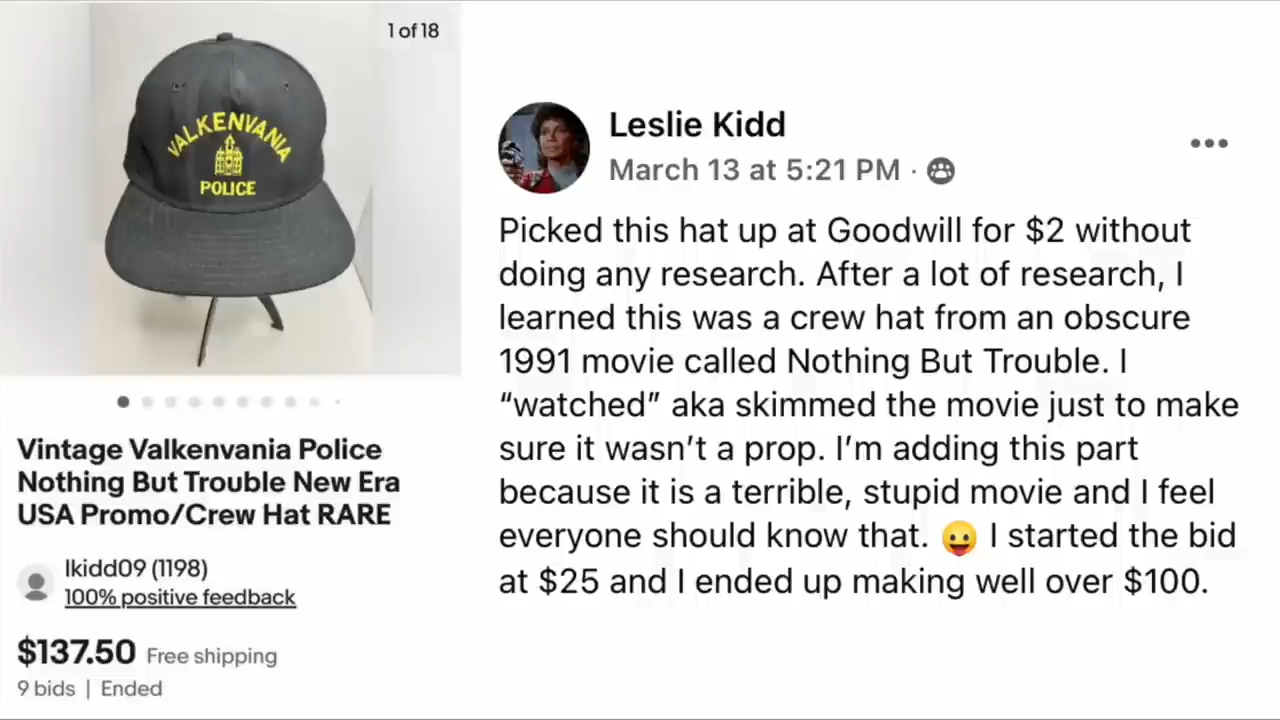 1 of 18
VALKENVANIA
POLICE
Vintage Valkenvania Police
Nothing But Trouble New Era
USA Promo/Crew Hat RARE
lkidd09 (1198)
100% positive feedback
$137.50 Free shipping
9 bids | Ended
Leslie Kidd
March 13 at 5:21 PM ·
Picked this hat up at Goodwill for $2 without
doing any research. After a lot of research, I
learned this was a crew hat from an obscure
1991 movie called Nothing But Trouble. I
“watched” aka skimmed the movie just to make
sure it wasn’t a prop. I’m adding this part
because it is a terrible, stupid movie and I feel
everyone should know that. 😛 I started the bid
at $25 and I ended up making well over $100.